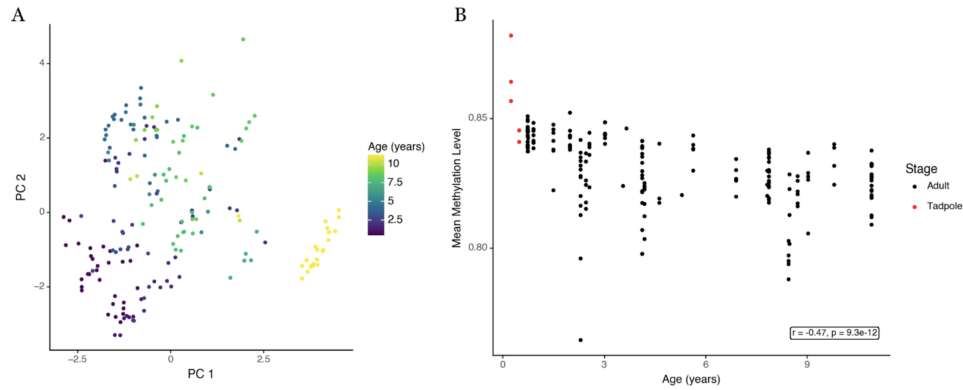 A
B
4
2
0
−2
PC 2
−2.5
0
2.5
PC 1
Age (years)
10
7.5
5
2.5
0.85
0.80
Mean Methylation Level
0
3
6
9
Age (years)
r = -0.47, p = 9.3e-12
Stage
Adult
Tadpole